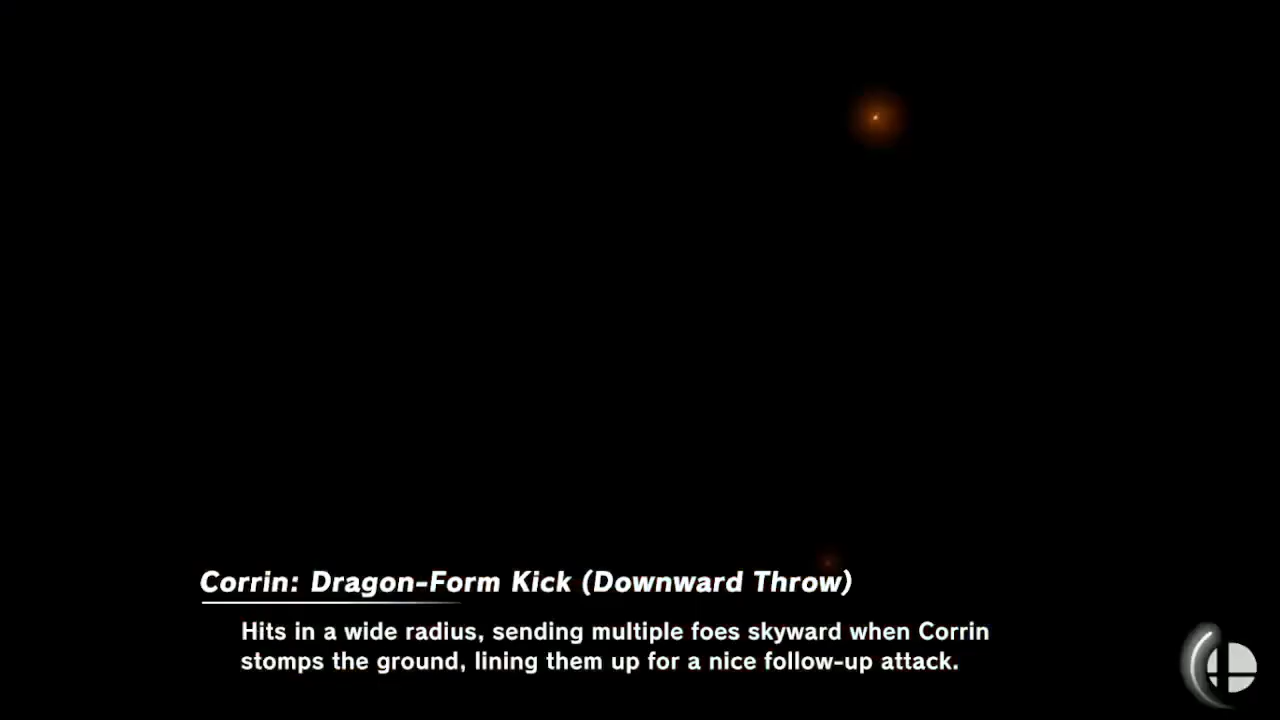 Corrin: Dragon-Form Kick (Downward Throw)
Hits in a wide radius, sending multiple foes skyward when Corrin
stomps the ground, lining them up for a nice follow-up attack.